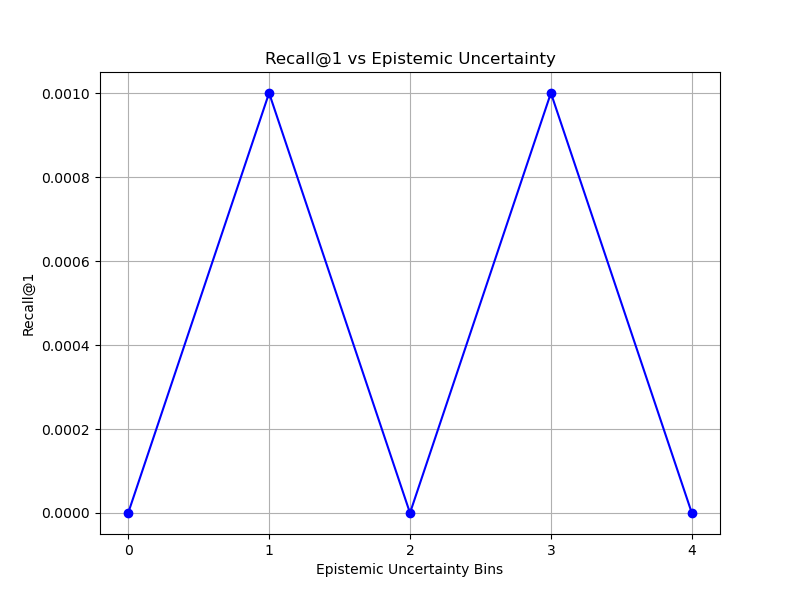 Recall@1 vs Epistemic Uncertainty
0.0010
0.0008
0.0006
0.0004
0.0002
0.0000
Recall@1
0 1 2 3 4
Epistemic Uncertainty Bins